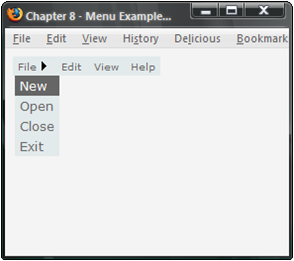 Chapter 8 - Menu Example...
File Edit View History Delicious Bookmark
File Edit View Help
New
Open
Close
Exit